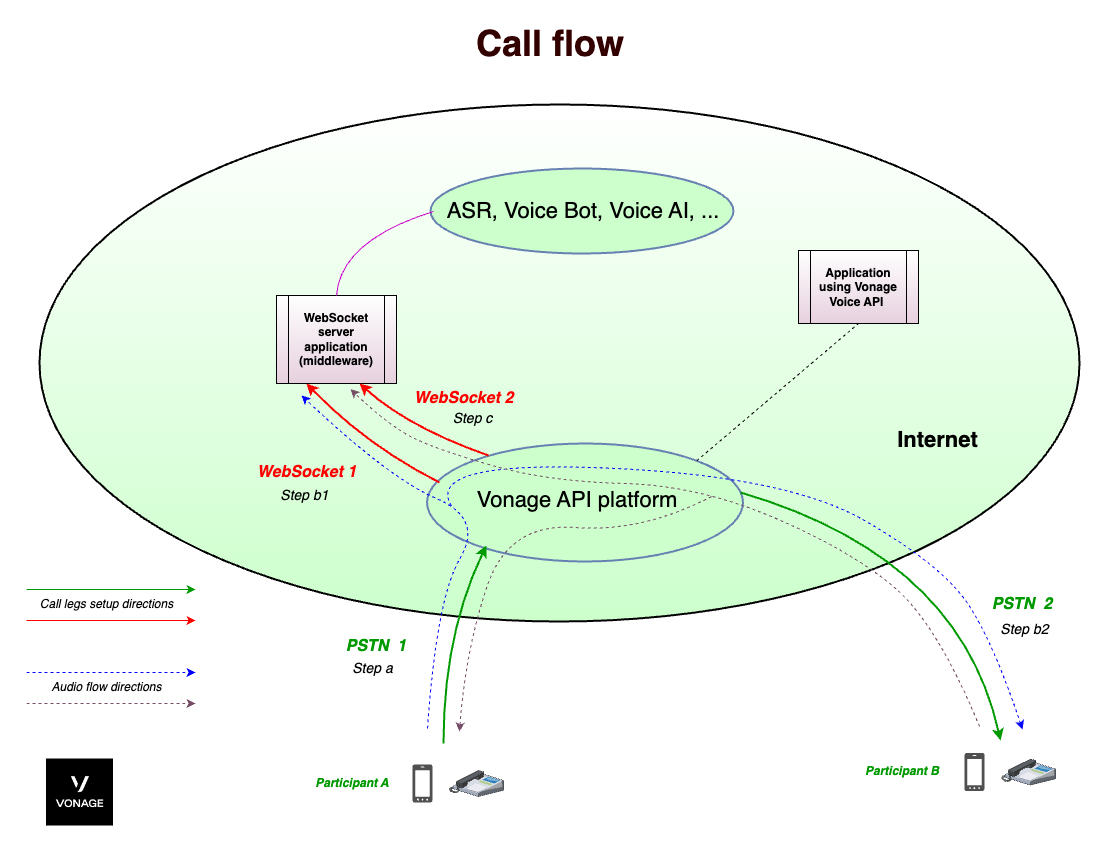 Call flow
ASR, Voice Bot, Voice AI, ...
Application
using Vonage
Voice API
WebSocket
server
application
(middleware)
WebSocket 2
Step c
Internet
WebSocket 1
Step b1
Vonage API platform
Call legs setup directions
PSTN 2
Step b2
PSTN 1
Step a
Audio flow directions
Participant A
Participant B
VONAGE